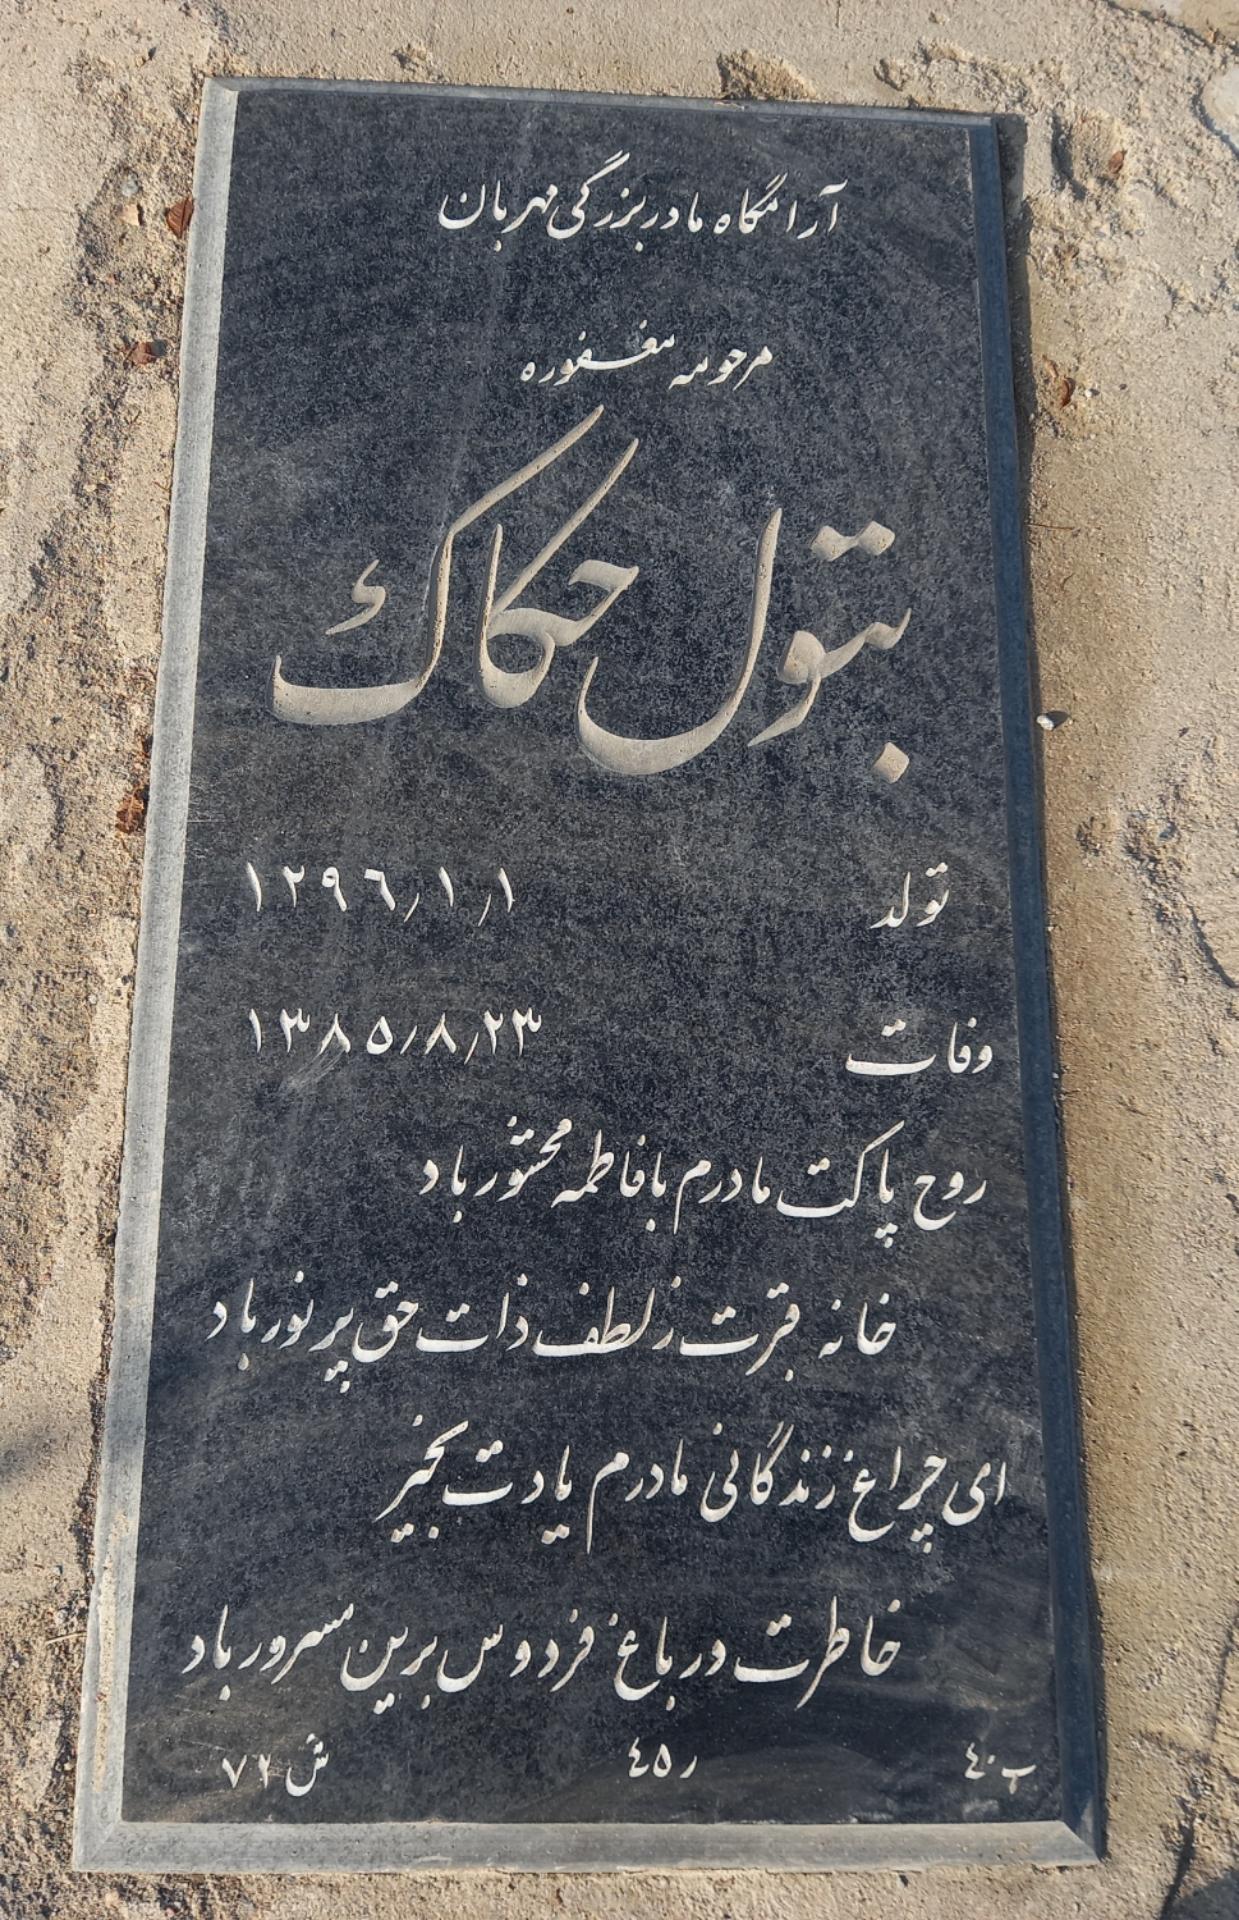 آرامگاه مادربزرگی مهربان
مرحومه مغفوره
بتول حکاک
تولد ۱۲۹۶/۱/۱
وفات ۱۳۸۵/۸/۲۳
روح پاکت مادرم با فاطمه محشور باد
خانه قبرت ز لطف ذات حق پر نور باد
ای چراغ زندگانی مادرم یادت بخیر
خاطرت در باغ فردوس برین مسرور باد
ب ۴۰ ر ۴۵ ش ۷۶